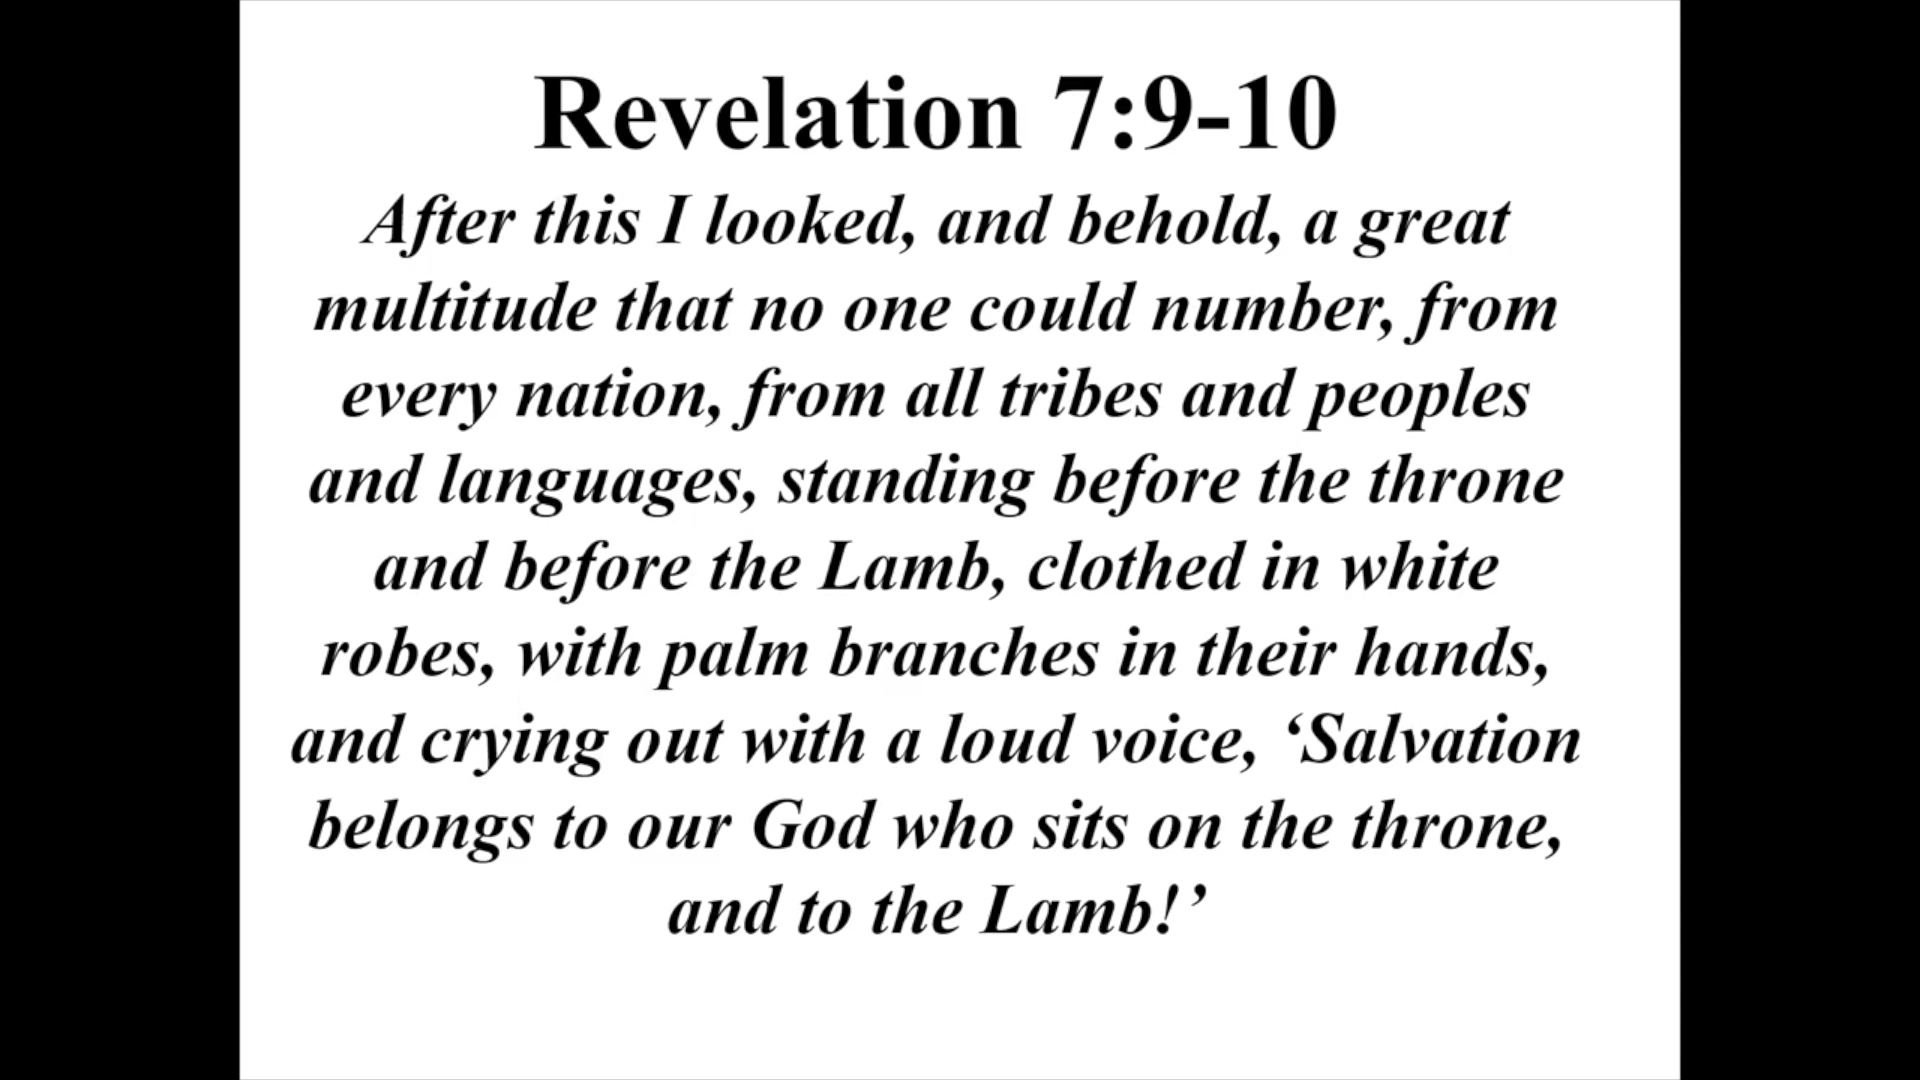 Revelation 7:9-10
After this I looked, and behold, a great
multitude that no one could number, from
every nation, from all tribes and peoples
and languages, standing before the throne
and before the Lamb, clothed in white
robes, with palm branches in their hands,
and crying out with a loud voice, ‘Salvation
belongs to our God who sits on the throne,
and to the Lamb!’